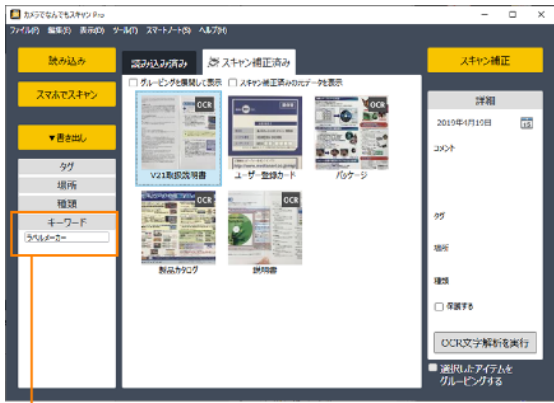 カメラでなんでもスキャン Pro
ファイル(F) 編集(E) 表示(D) ツール(T) スマートノート(S) ヘルプ(H)
読み込み
スマホでスキャン
▼書き出し
タグ
場所
種類
キーワード
ラベルメーカー
読み込み済み
スキャン補正済み
グルーピングを展開して表示
スキャン補正済みの元データを表示
OCR
OCR
V21取扱説明書
ユーザー登録カード
パッケージ
OCR
OCR
製品カタログ
説明書
スキャン補正
詳細
2019年4月19日
15
コメント
タグ
場所
種類
保護する
OCR文字解析を実行
選択したアイテムを
グルーピングする